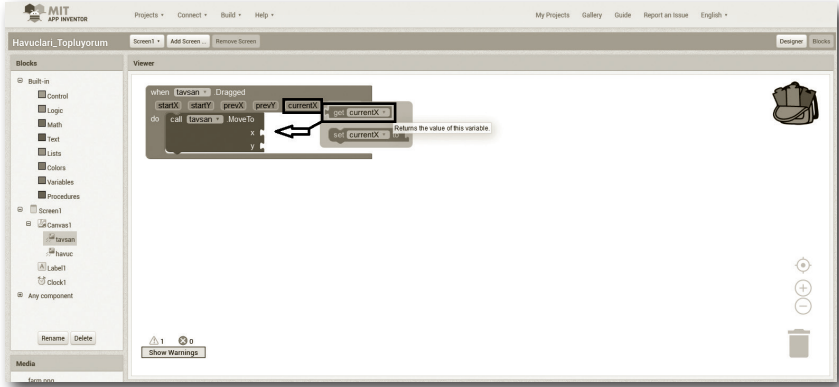 MIT
APP INVENTOR
Projects Connect Build Help My Projects Gallery Guide Report an Issue English
Havuclari_Topluyorum Screen1 Add Screen ... Remove Screen Designer Blocks
Blocks
Viewer
Built-in
Control
Logic
Math
Text
Lists
Colors
Variables
Procedures
Screen1
Canvas1
tavsan
havuc
A Label1
Clock1
Any component
Rename Delete
Media
farm.png
when tavsan .Dragged
startX startY prevX prevY currentX
do call tavsan .MoveTo
x
y
get currentX
Returns the value of this variable.
set currentX to
1 0
Show Warnings